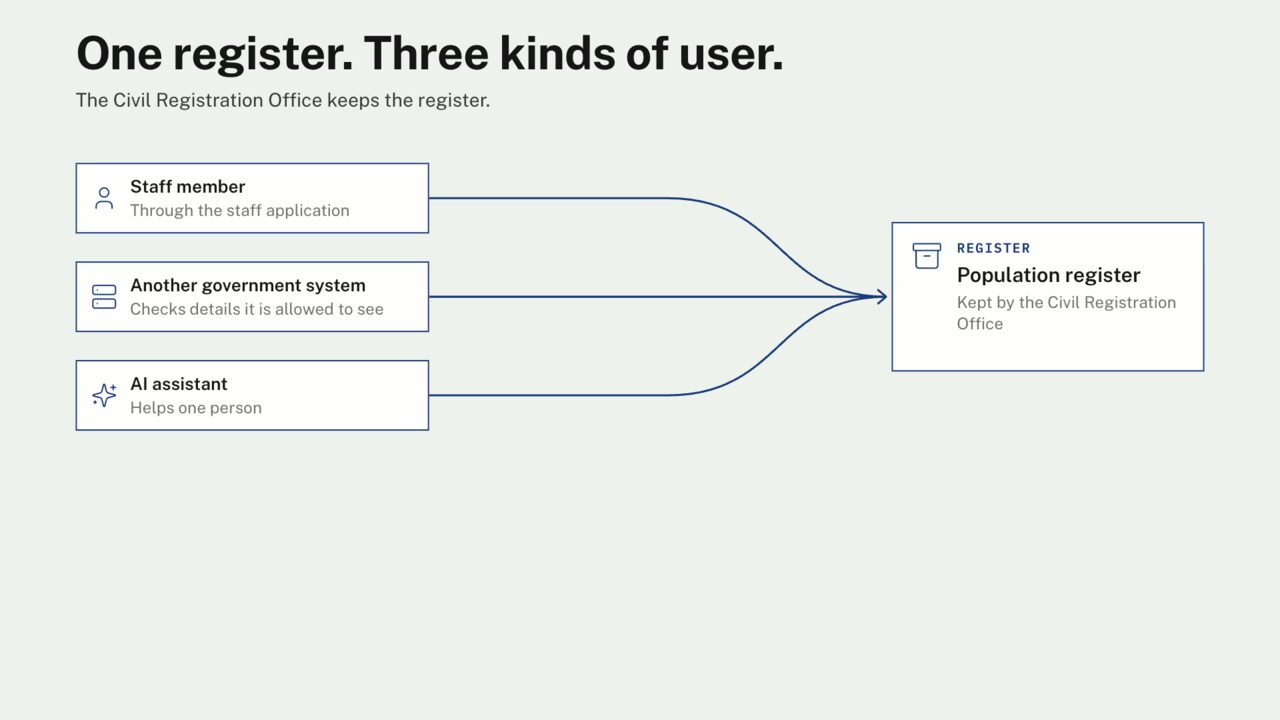 One register. Three kinds of user.
The Civil Registration Office keeps the register.
Staff member
Through the staff application
Another government system
Checks details it is allowed to see
AI assistant
Helps one person
REGISTER
Population register
Kept by the Civil Registration
Office